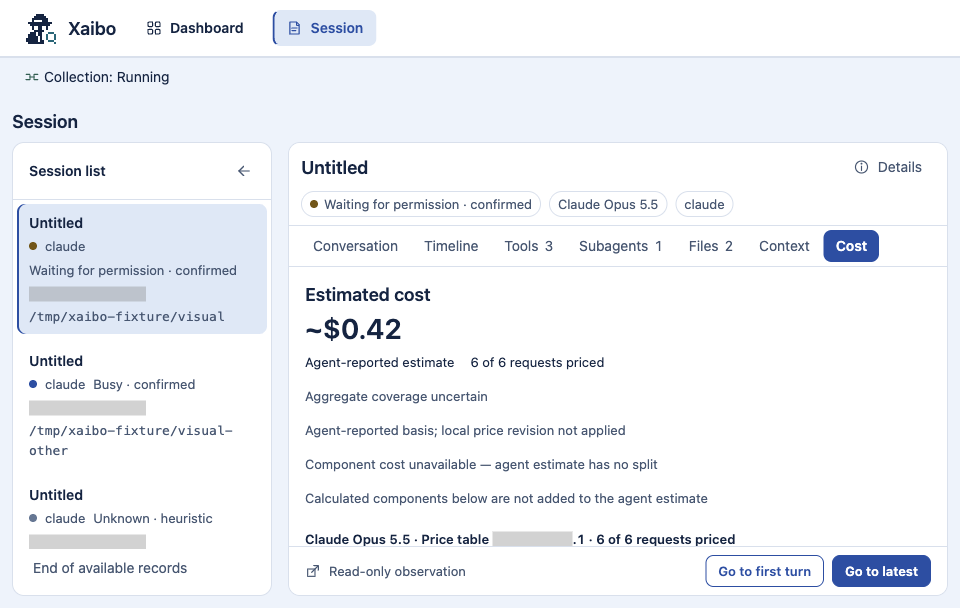 Xaibo
Dashboard
Session
Collection: Running
Session
Session list
Untitled
claude
Waiting for permission · confirmed
/tmp/xaibo-fixture/visual
Untitled
claude Busy · confirmed
/tmp/xaibo-fixture/visual-
other
Untitled
claude Unknown · heuristic
End of available records
Untitled
Details
Waiting for permission · confirmed
Claude Opus 5.5
claude
Conversation
Timeline
Tools 3
Subagents 1
Files 2
Context
Cost
Estimated cost
~$0.42
Agent-reported estimate 6 of 6 requests priced
Aggregate coverage uncertain
Agent-reported basis; local price revision not applied
Component cost unavailable — agent estimate has no split
Calculated components below are not added to the agent estimate
Claude Opus 5.5 · Price table .1 · 6 of 6 requests priced
Read-only observation
Go to first turn
Go to latest